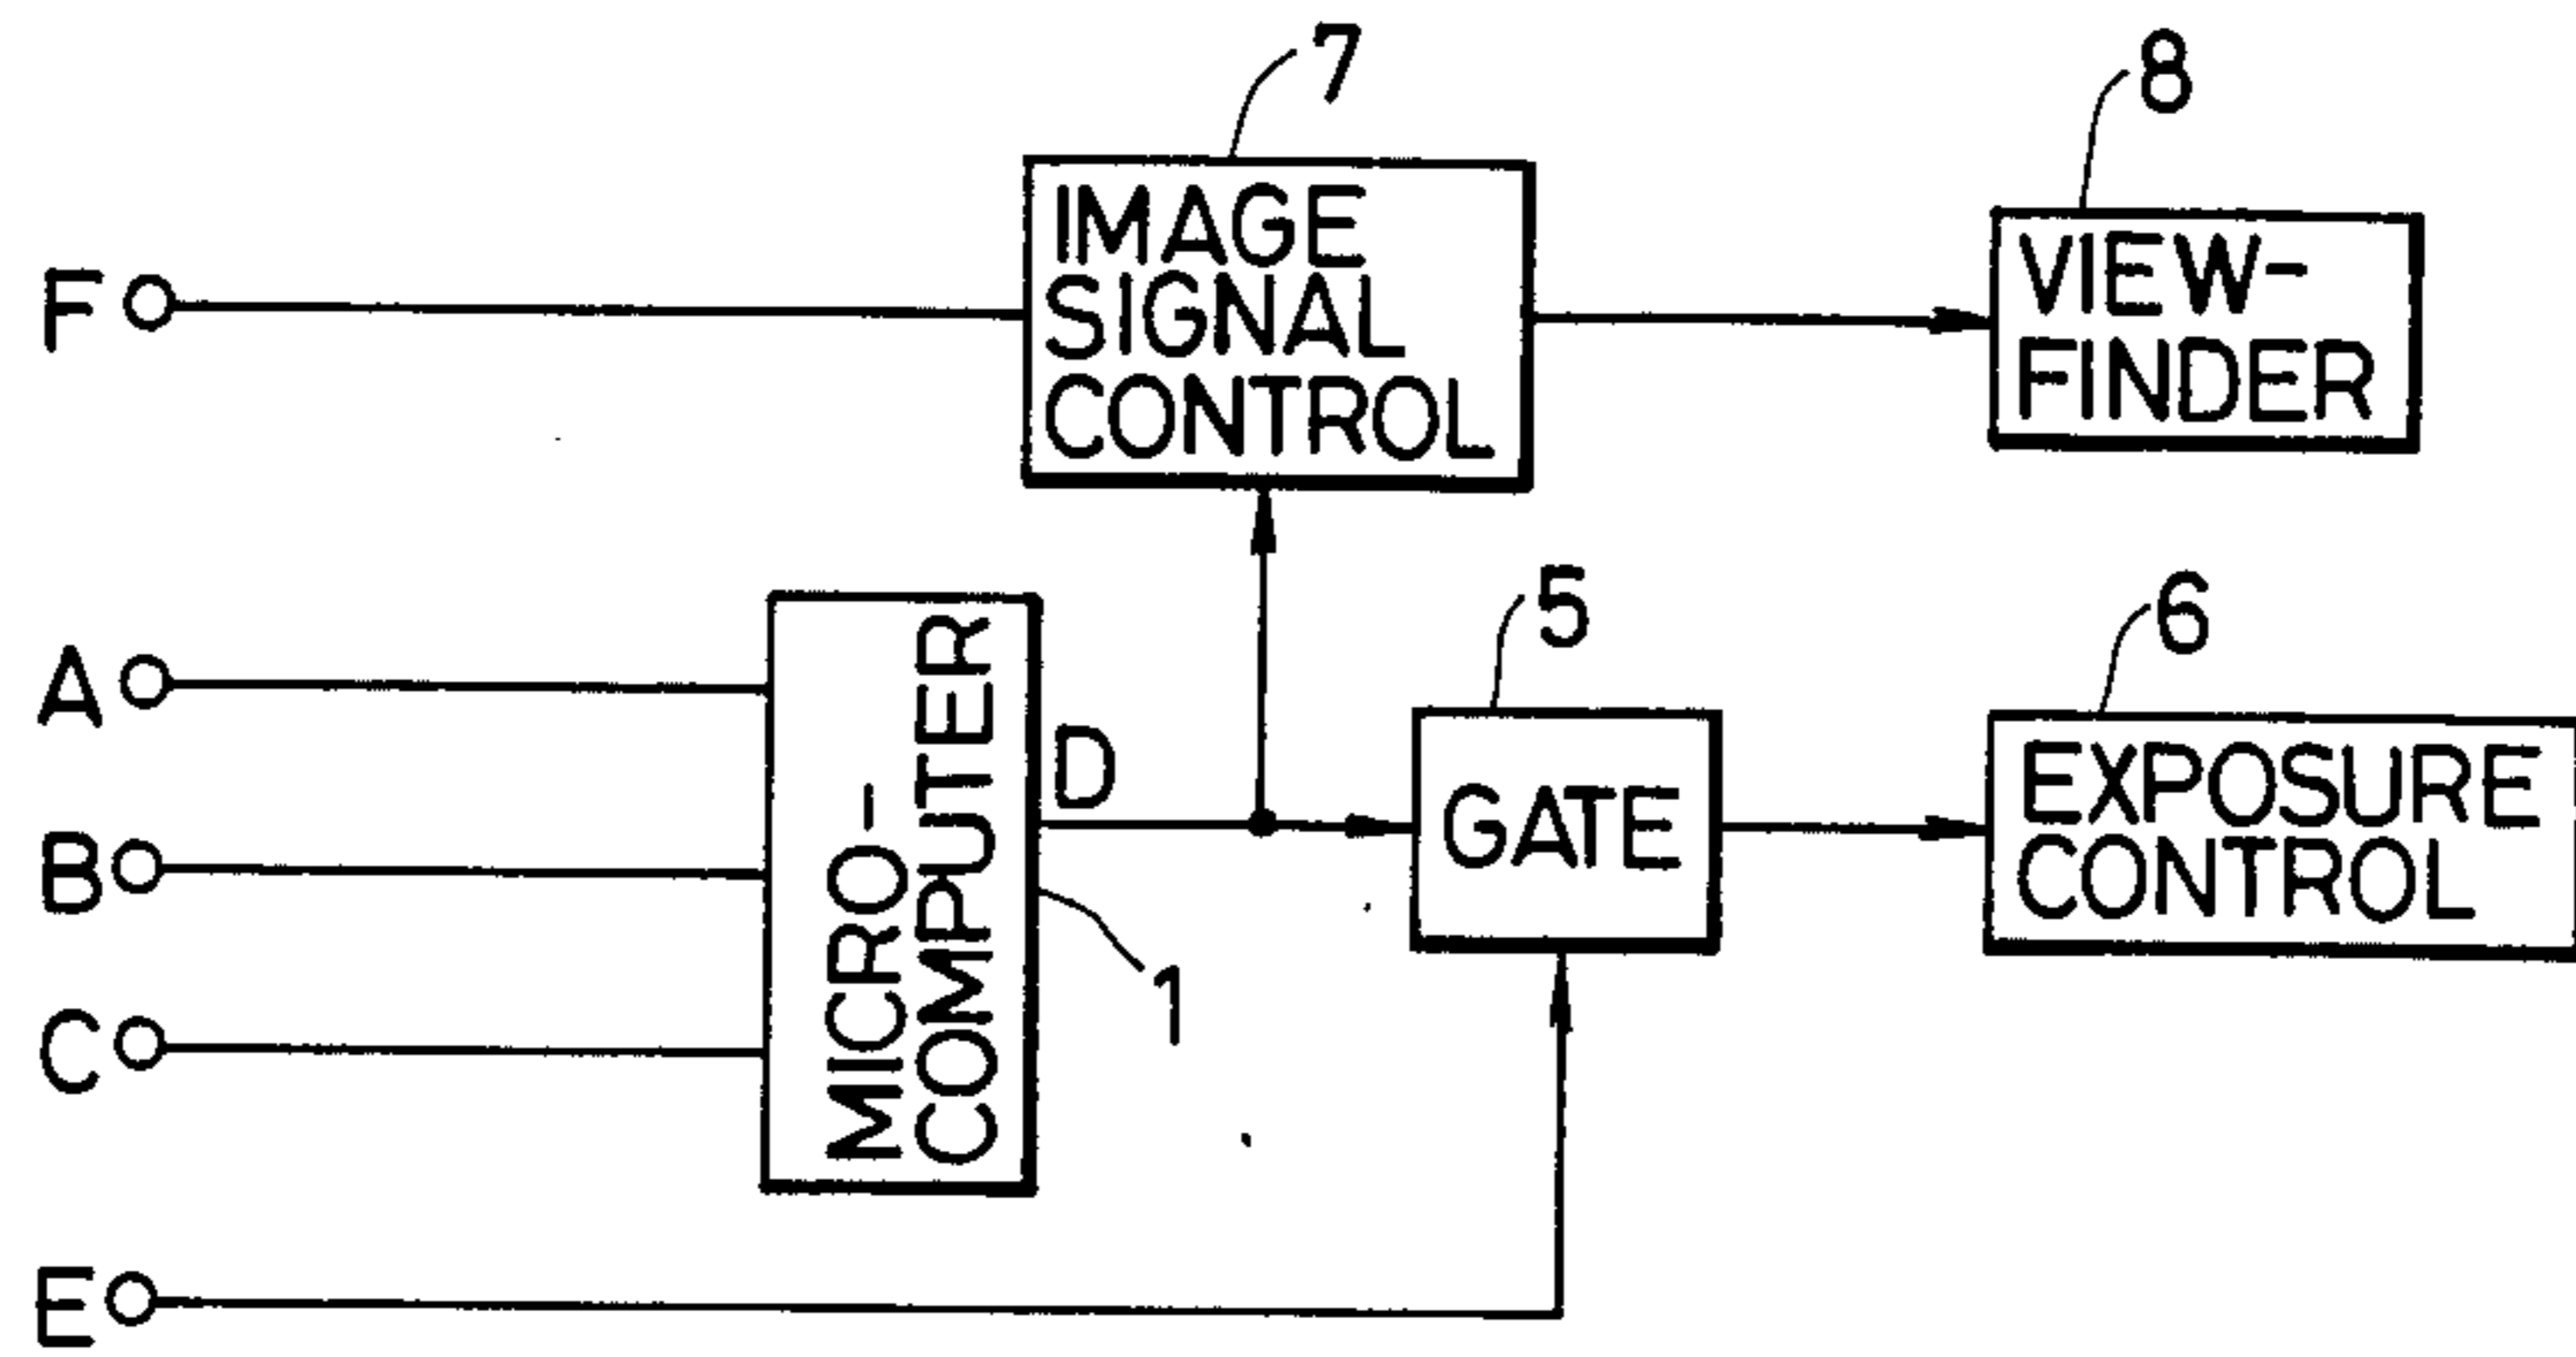 7
8
IMAGE
SIGNAL
CONTROL
VIEW-
FINDER
F
5
6
A
MICRO-
COMPUTER
D
GATE
EXPOSURE
CONTROL
B
1
C
E